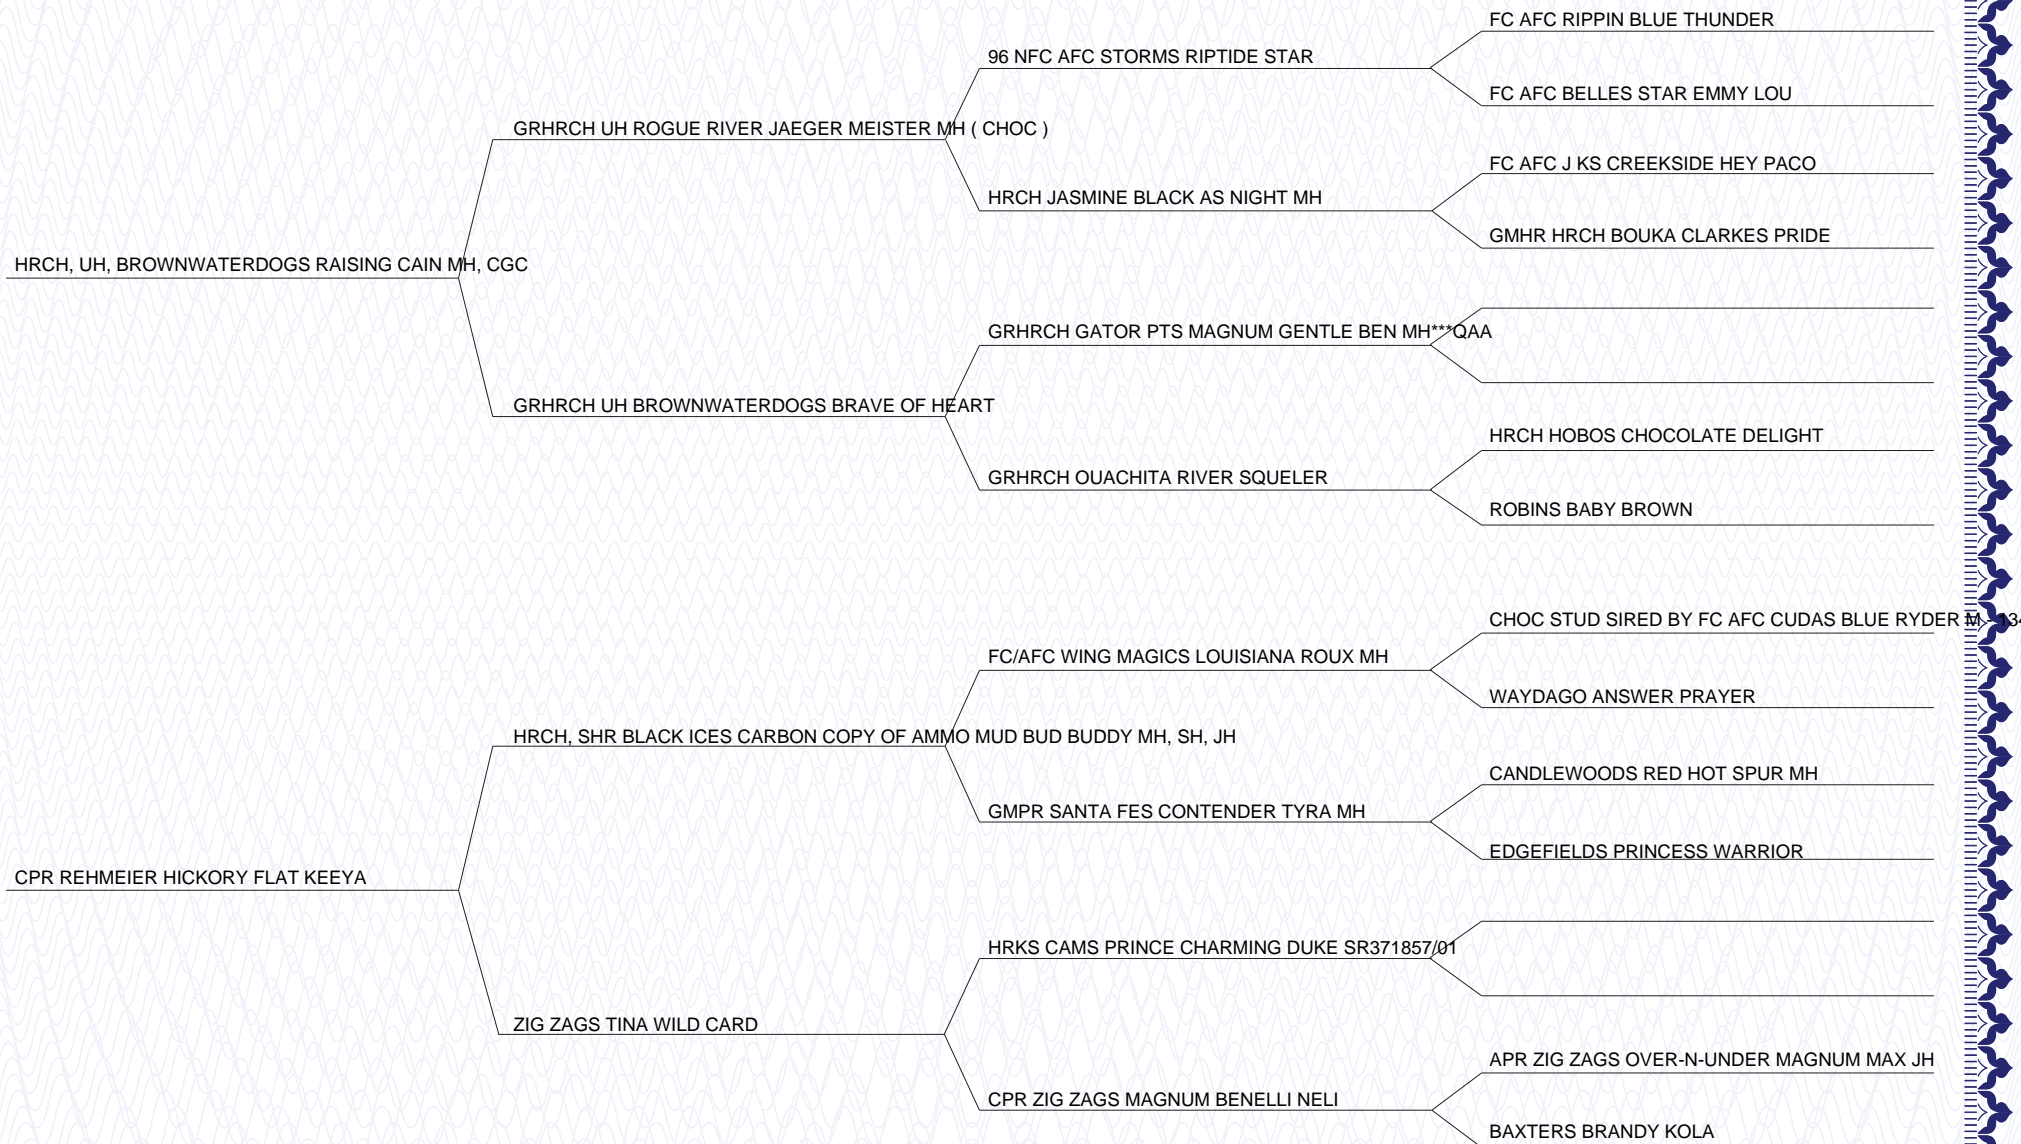 FC AFC RIPPIN BLUE THUNDER
96 NFC AFC STORMS RIPTIDE STAR
FC AFC BELLES STAR EMMY LOU
GRHRCH UH ROGUE RIVER JAEGER MEISTER MH ( CHOC )
FC AFC J KS CREEKSIDE HEY PACO
HRCH JASMINE BLACK AS NIGHT MH
GMHR HRCH BOUKA CLARKES PRIDE
HRCH, UH, BROWNWATERDOGS RAISING CAIN MH, CGC
GRHRCH GATOR PTS MAGNUM GENTLE BEN MH***QAA
GRHRCH UH BROWNWATERDOGS BRAVE OF HEART
HRCH HOBOS CHOCOLATE DELIGHT
GRHRCH OUACHITA RIVER SQUELER
ROBINS BABY BROWN
CHOC STUD SIRED BY FC AFC CUDAS BLUE RYDER M - 134
FC/AFC WING MAGICS LOUISIANA ROUX MH
WAYDAGO ANSWER PRAYER
HRCH, SHR BLACK ICES CARBON COPY OF AMMO MUD BUD BUDDY MH, SH, JH
CANDLEWOODS RED HOT SPUR MH
GMPR SANTA FES CONTENDER TYRA MH
EDGEFIELDS PRINCESS WARRIOR
CPR REHMEIER HICKORY FLAT KEEYA
HRKS CAMS PRINCE CHARMING DUKE SR371857/01
ZIG ZAGS TINA WILD CARD
APR ZIG ZAGS OVER-N-UNDER MAGNUM MAX JH
CPR ZIG ZAGS MAGNUM BENELLI NELI
BAXTERS BRANDY KOLA